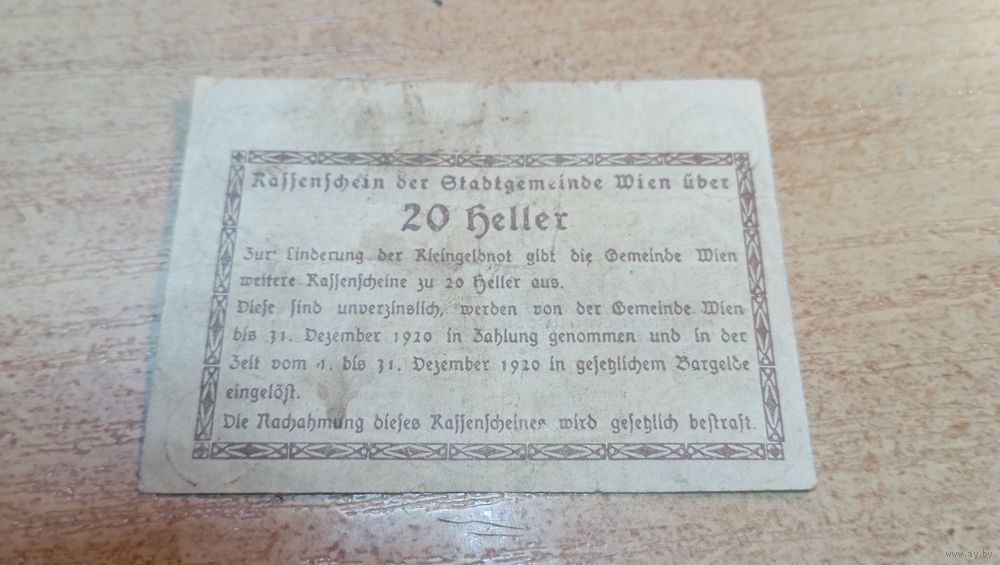 Kassenschein der Stadtgemeinde Wien über
20 Heller
Zur Linderung der Kleingeldnot gibt die Gemeinde Wien
weitere Kassenscheine zu 20 Heller aus.
Diese sind unverzinslich, werden von der Gemeinde Wien
bis 31. Dezember 1920 in Zahlung genommen und in der
Zeit vom 1. bis 31. Dezember 1920 in gesetzlichem Bargelde
eingelöst.
Die Nachahmung dieses Kassenscheines wird gesetzlich bestraft.
www.ay.by